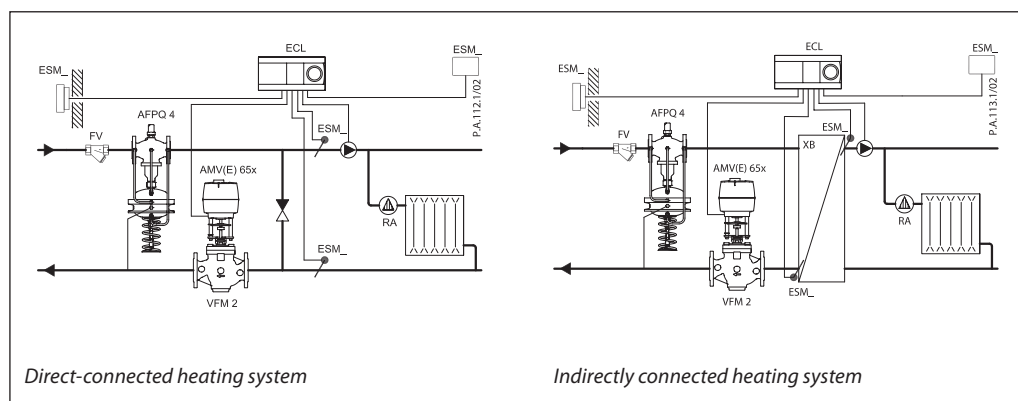 ECL
ESM_
ESM_
P.A.112.1/02
AFPQ 4
FV
ESM_
AMV(E) 65x
RA
ESM_
VFM 2
Direct-connected heating system
ECL
ESM_
ESM_
P.A.113.1/02
AFPQ 4
FV
ESM_
XB
AMV(E) 65x
RA
ESM_
VFM 2
Indirectly connected heating system